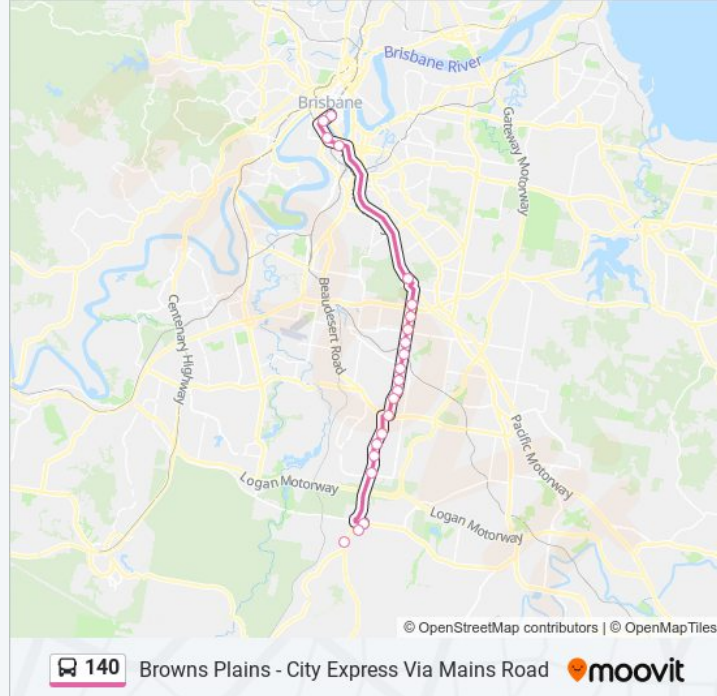 Brisbane River
Brisbane
Gateway Motorway
Beaudesert Road
Centenary Highway
Pacific Motorway
Logan Motorway
Logan Motorway
© OpenStreetMap contributors | © OpenMapTiles
140 Browns Plains - City Express Via Mains Road moovit